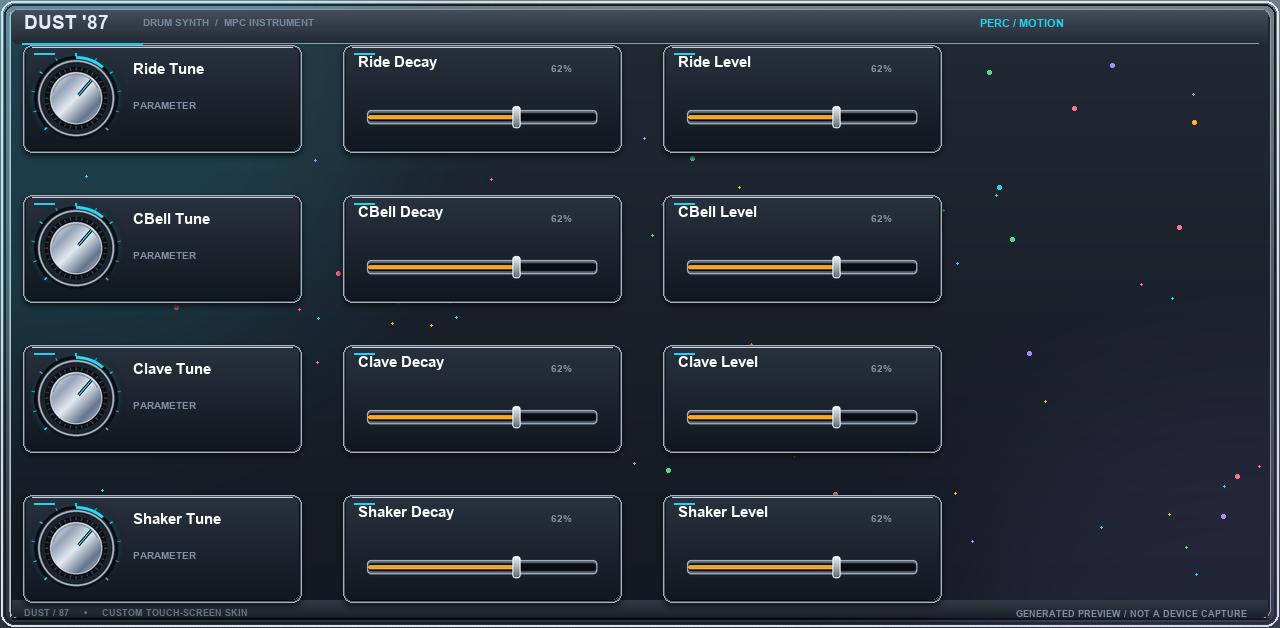 DUST '87
DRUM SYNTH / MPC INSTRUMENT
PERC / MOTION
Ride Tune
PARAMETER
Ride Decay
62%
Ride Level
62%
CBell Tune
PARAMETER
CBell Decay
62%
CBell Level
62%
Clave Tune
PARAMETER
Clave Decay
62%
Clave Level
62%
Shaker Tune
PARAMETER
Shaker Decay
62%
Shaker Level
62%
DUST / 87 • CUSTOM TOUCH-SCREEN SKIN
GENERATED PREVIEW / NOT A DEVICE CAPTURE